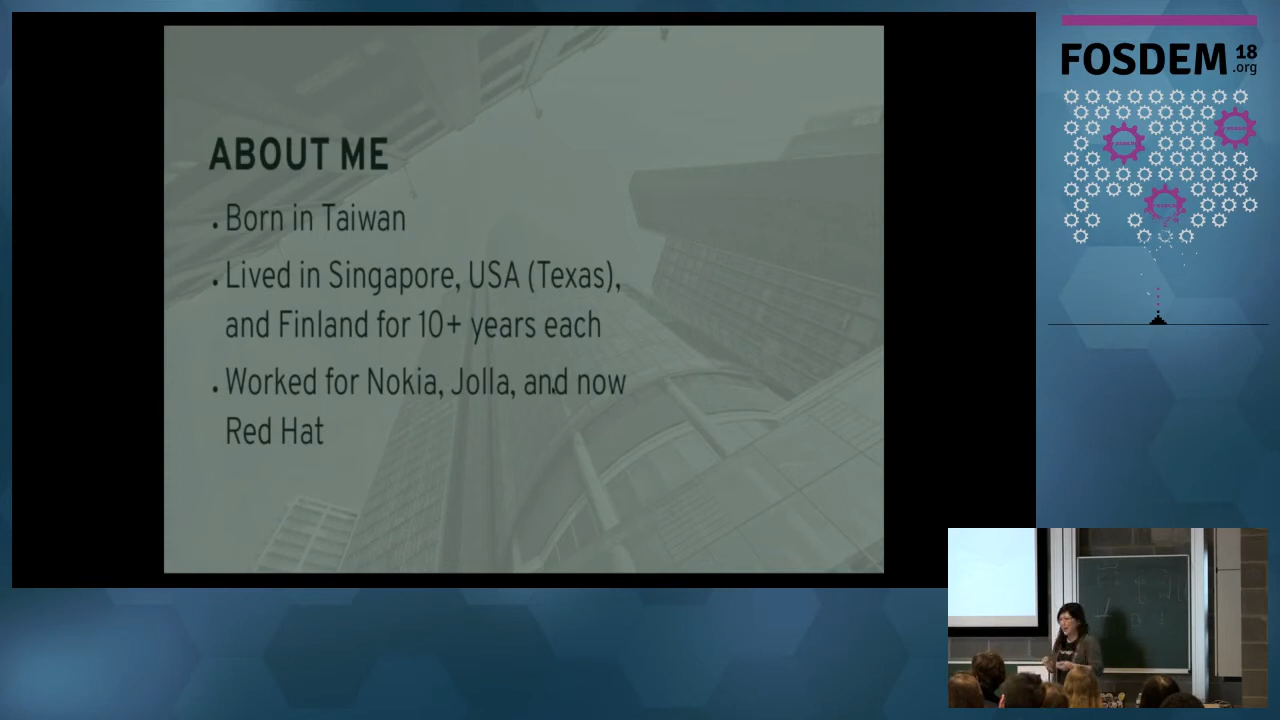 ABOUT ME
. Born in Taiwan
. Lived in Singapore, USA (Texas),
and Finland for 10+ years each
. Worked for Nokia, Jolla, and now
Red Hat
FOSDEM 18
.org